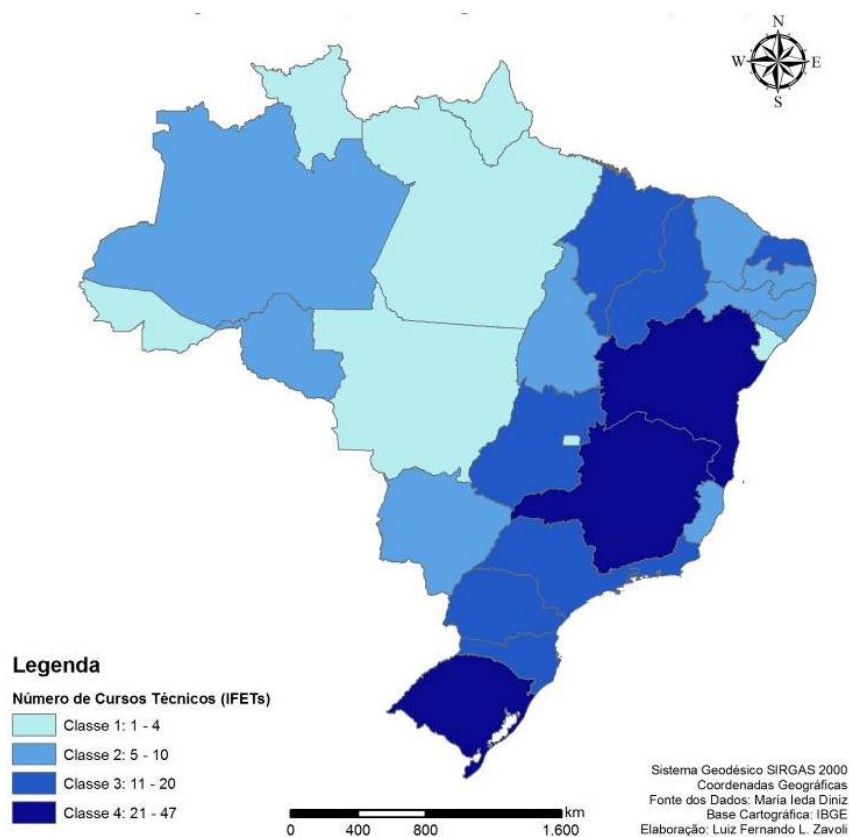 N
W E
S
Legenda
Número de Cursos Técnicos (IFETs)
Classe 1: 1 - 4
Classe 2: 5 - 10
Classe 3: 11 - 20
Classe 4: 21 - 47
km
0 400 800 1.600
Sistema Geodésico SIRGAS 2000
Coordenadas Geográficas
Fonte dos Dados: Maria Ieda Diniz
Base Cartográfica: IBGE
Elaboração: Luiz Fernando L. Zavoli